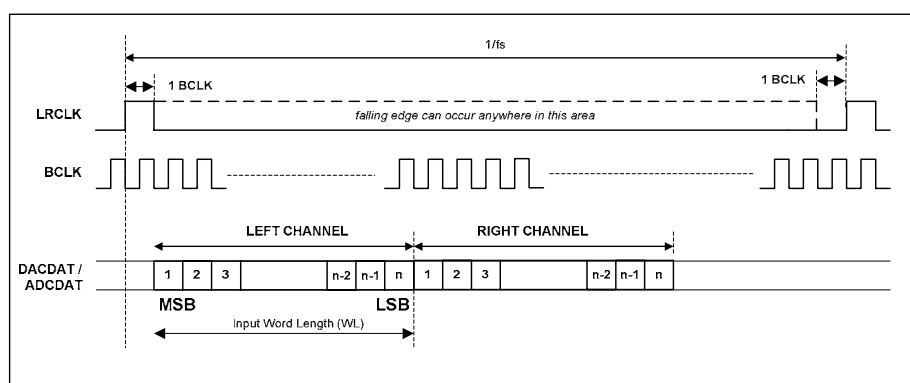 1/fs
1 BCLK
1 BCLK
LRCLK
falling edge can occur anywhere in this area
BCLK
LEFT CHANNEL
RIGHT CHANNEL
DACDAT /
ADCDAT
1 2 3 n-2 n-1 n 1 2 3 n-2 n-1 n
MSB
LSB
Input Word Length (WL)